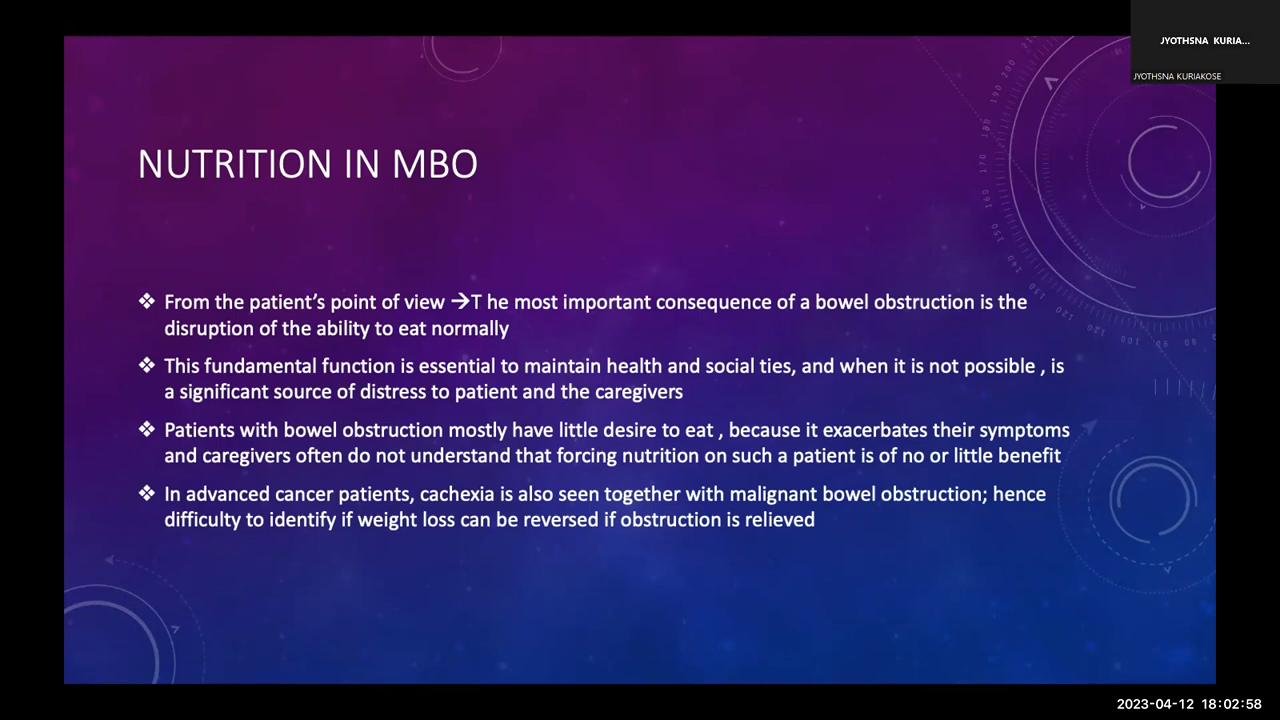 JYOTHSNA KURIA...
JYOTHSNA KURIAKOSE
NUTRITION IN MBO
❖ From the patient's point of view →T he most important consequence of a bowel obstruction is the
disruption of the ability to eat normally
❖ This fundamental function is essential to maintain health and social ties, and when it is not possible , is
a significant source of distress to patient and the caregivers
❖ Patients with bowel obstruction mostly have little desire to eat , because it exacerbates their symptoms
and caregivers often do not understand that forcing nutrition on such a patient is of no or little benefit
❖ In advanced cancer patients, cachexia is also seen together with malignant bowel obstruction; hence
difficulty to identify if weight loss can be reversed if obstruction is relieved
2023-04-12 18:02:58